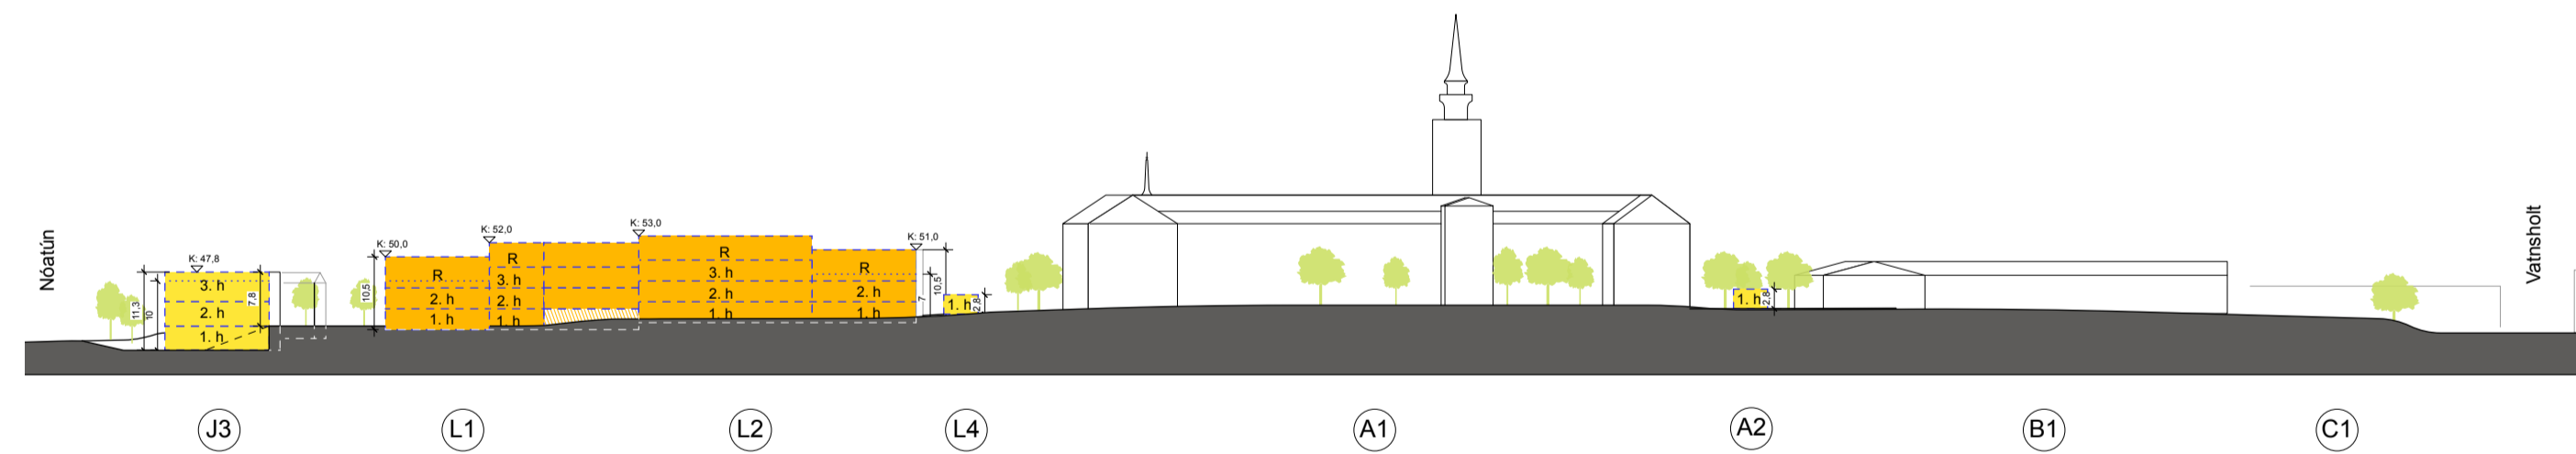 Nóatún
K: 47,8
3. h
2. h
1. h
11,3
10
7,8
K: 50,0
10,5
R
2. h
1. h
K: 52,0
R
3. h
2. h
1. h
K: 53,0
R
3. h
2. h
1. h
K: 51,0
R
2. h
1. h
7
10,5
1. h
2,8
1. h
2,8
Vatnsholt
J3
L1
L2
L4
A1
A2
B1
C1